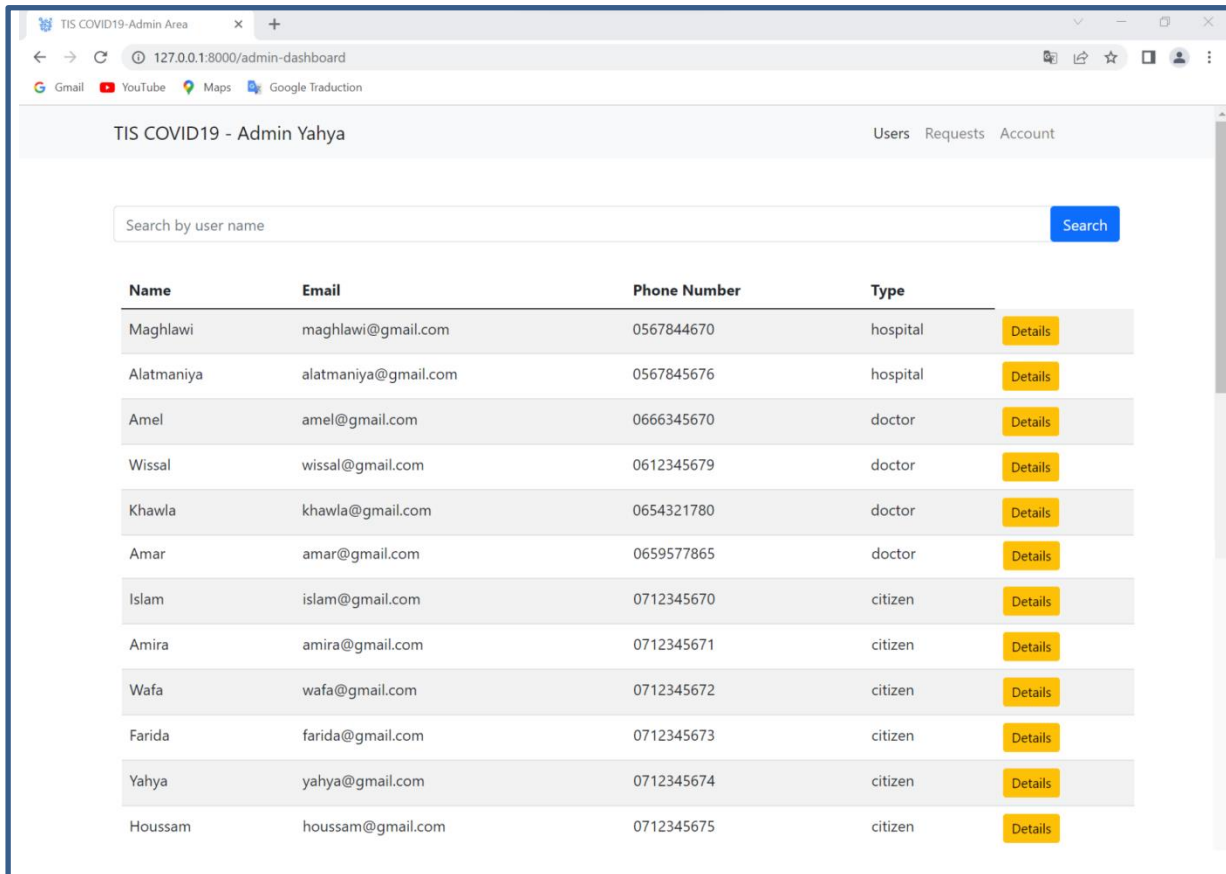 TIS COVID19-Admin Area
127.0.0.1:8000/admin-dashboard
Gmail YouTube Maps Google Traduction
TIS COVID19 - Admin Yahya Users Requests Account
Search by user name Search
Name Email Phone Number Type
Maghlawi maghlawi@gmail.com 0567844670 hospital Details
Alatmaniya alatmaniya@gmail.com 0567845676 hospital Details
Amel amel@gmail.com 0666345670 doctor Details
Wissal wissal@gmail.com 0612345679 doctor Details
Khawla khawla@gmail.com 0654321780 doctor Details
Amar amar@gmail.com 0659577865 doctor Details
Islam islam@gmail.com 0712345670 citizen Details
Amira amira@gmail.com 0712345671 citizen Details
Wafa wafa@gmail.com 0712345672 citizen Details
Farida farida@gmail.com 0712345673 citizen Details
Yahya yahya@gmail.com 0712345674 citizen Details
Houssam houssam@gmail.com 0712345675 citizen Details